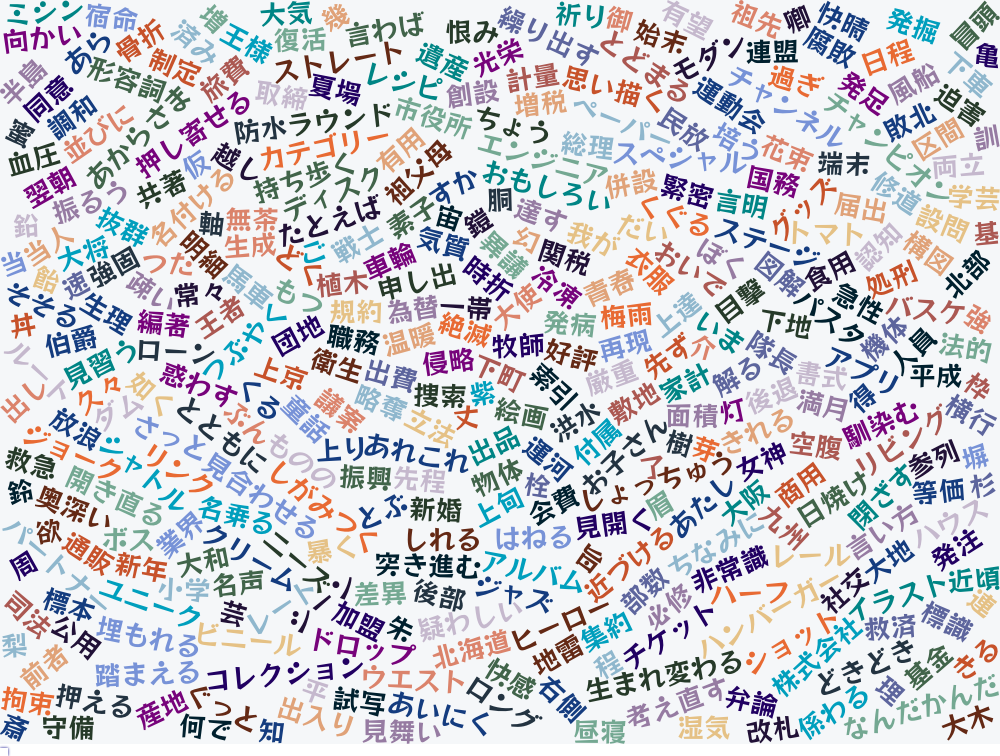 ミシン
宿命
増
大気
幾
言わば
恨み
繰り出す
祈り
御
有望
祖先
卿
快晴
発掘
冒頭
向かい
あら
骨折
済み
王様
復活
ストレート
遺産
光栄
とどまる
始末
モダン
連盟
腐敗
日程
亀
半島
同意
形容詞
制定
旅費
取締
夏場
レシピ
創設
計量
思い描く
運動会
チャンネル
過ぎ
発足
風船
下車
迫害
蜜
調和
並びに
あからさま
押し寄せる
防水
ラウンド
市役所
ちょう
増税
ペーパー
民放
培う
チャンピオン
敗北
区間
訓
血圧
翌朝
振るう
共著
仮
越し
カテゴリー
有用
祖父母
エンジニア
総理
スペシャル
花束
端末
両立
学芸
鉛
抜群
名付ける
軸
無茶
持ち歩く
ディスク
たとえば
素子
すか
宙
鎧
おもしろい
胴
併設
緊密
言明
国務
ベッド
届出
修道
設問
基
当人
当
大将
明細
生成
どこ
戦士
気管
異議
達す
幻
我が
だい
くぐる
ステージ
トマト
認知
構図
北部
飴
速
強固
つた
疎い
常々
馬車
どく
植木
車輪
申し出
時折
関税
冷凍
衣服
おいで
ぼく
図解
食用
処刑
そそる
生理
編著
王者
つぶやく
もつ
規約
為替
一帯
大使
青春
目撃
パスタ
急性
バスケ
強
丼
伯爵
見習う
ローン
団地
職務
温暖
絶滅
発病
梅雨
上達
いま
下地
機体
人員
法的
ペーイ
出し
久々
如く
惑わす
上京
衛生
出費
侵略
牧師
好評
再現
先ず
介
隊長
アプリ
平成
枠
放浪
ダム
さっと
ともに
くる
童話
議案
略奪
捜索
紫
下町
索引
厳重
敷地
家計
解る
後退
書式
満月
得
横行
ジョーク
シャトル
リンク
見合わせる
ぶん
ものの
上り
あれこれ
立法
丈
絵画
洪水
付属
お子さん
面積
灯
樹
芽
きれる
空腹
馴染む
リビング
救急
開き直る
しがみつく
振興
先程
出品
物体
運河
栓
ア
しょっちゅう
女神
商用
日焼け
閉ざす
参列
塀
鈴
奥深い
名乗る
とぶ
新婚
上旬
会費
見開く
眉
あたし
大阪
九州
等価
杉
欲
通販
新年
ボス
業界
クリーム
ニーズ
暴く
しれる
はねる
旨
近づける
ちなみに
非常識
レール
言い方
ハウス
周
パートナー
大和
小学
名声
突き進む
アルバム
部数
必修
ハーフ
ハンバーガー
社交
大地
発注
標本
ユニーク
芸
差異
後部
ジャズ
集約
チケット
イラスト
近頃
司法
公用
埋もれる
ビニール
加盟
朱
疑わしい
ヒーロー
地雷
程
ショット
株式会社
救済
標識
蓮
梨
前者
踏まえる
コレクション
ドロップ
北海道
快感
生まれ変わる
どきどき
理
基金
きる
拘束
押える
産地
ぐっと
平
試写
ウエスト
あいにく
ロング
右側
考え直す
弁論
係わる
なんだかんだ
斎
守備
何で
知
出入り
見舞い
昼寝
湿気
改札
大木